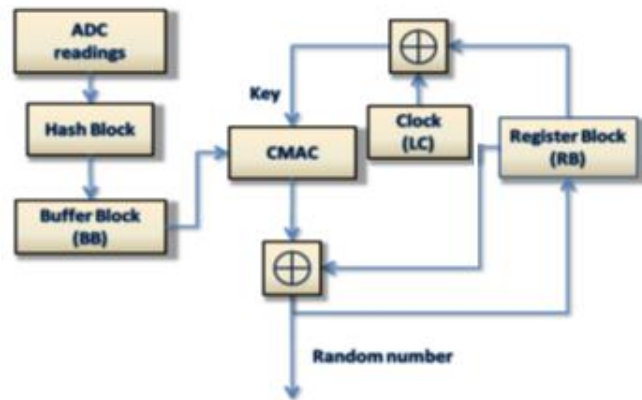 ADC
readings
Hash Block
Buffer Block
(BB)
Key
CMAC
Clock
(LC)
Register Block
(RB)
Random number